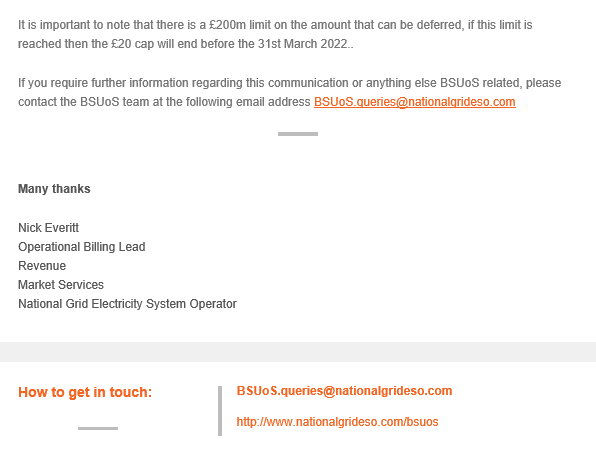 It is important to note that there is a £200m limit on the amount that can be deferred, if this limit is
reached then the £20 cap will end before the 31st March 2022..
If you require further information regarding this communication or anything else BSUoS related, please
contact the BSUoS team at the following email address BSUoS.queries@nationalgrideso.com
Many thanks
Nick Everitt
Operational Billing Lead
Revenue
Market Services
National Grid Electricity System Operator
How to get in touch:
BSUoS.queries@nationalgrideso.com
http://www.nationalgrideso.com/bsuos